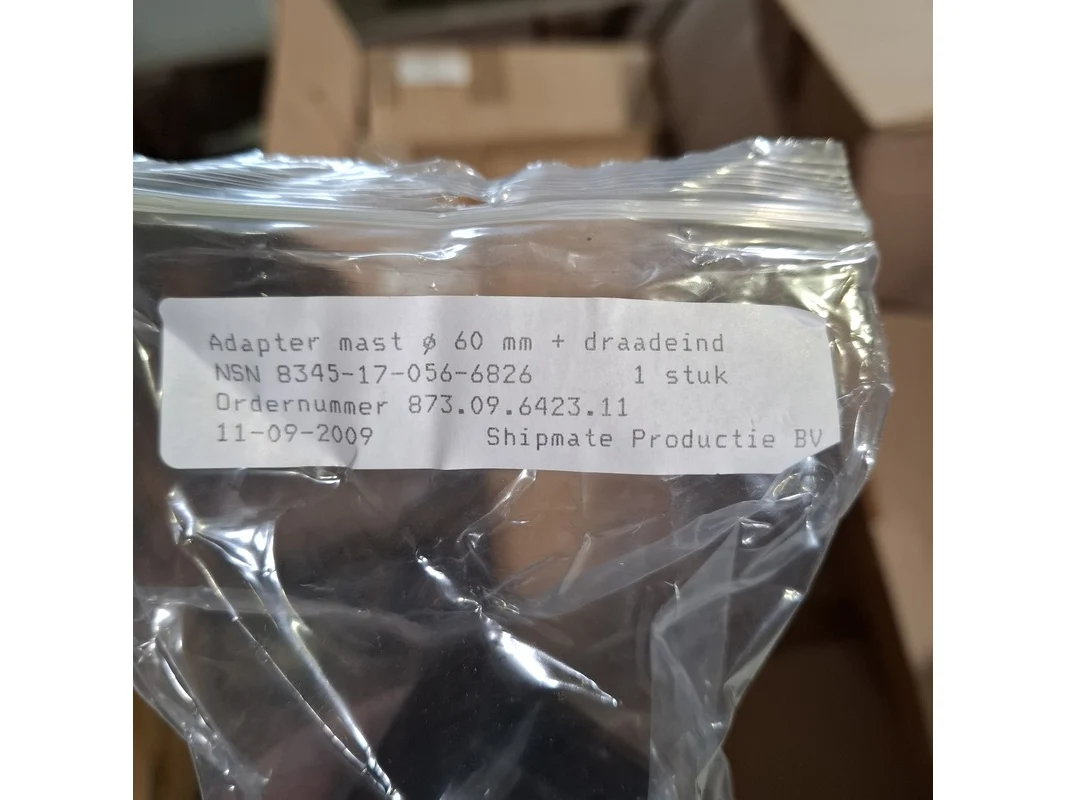 Adapter mast ø 60 mm + draadeind
NSN 8345-17-056-6826 1 stuk
Ordernummer 873.09.6423.11
11-09-2009 Shipmate Productie BV